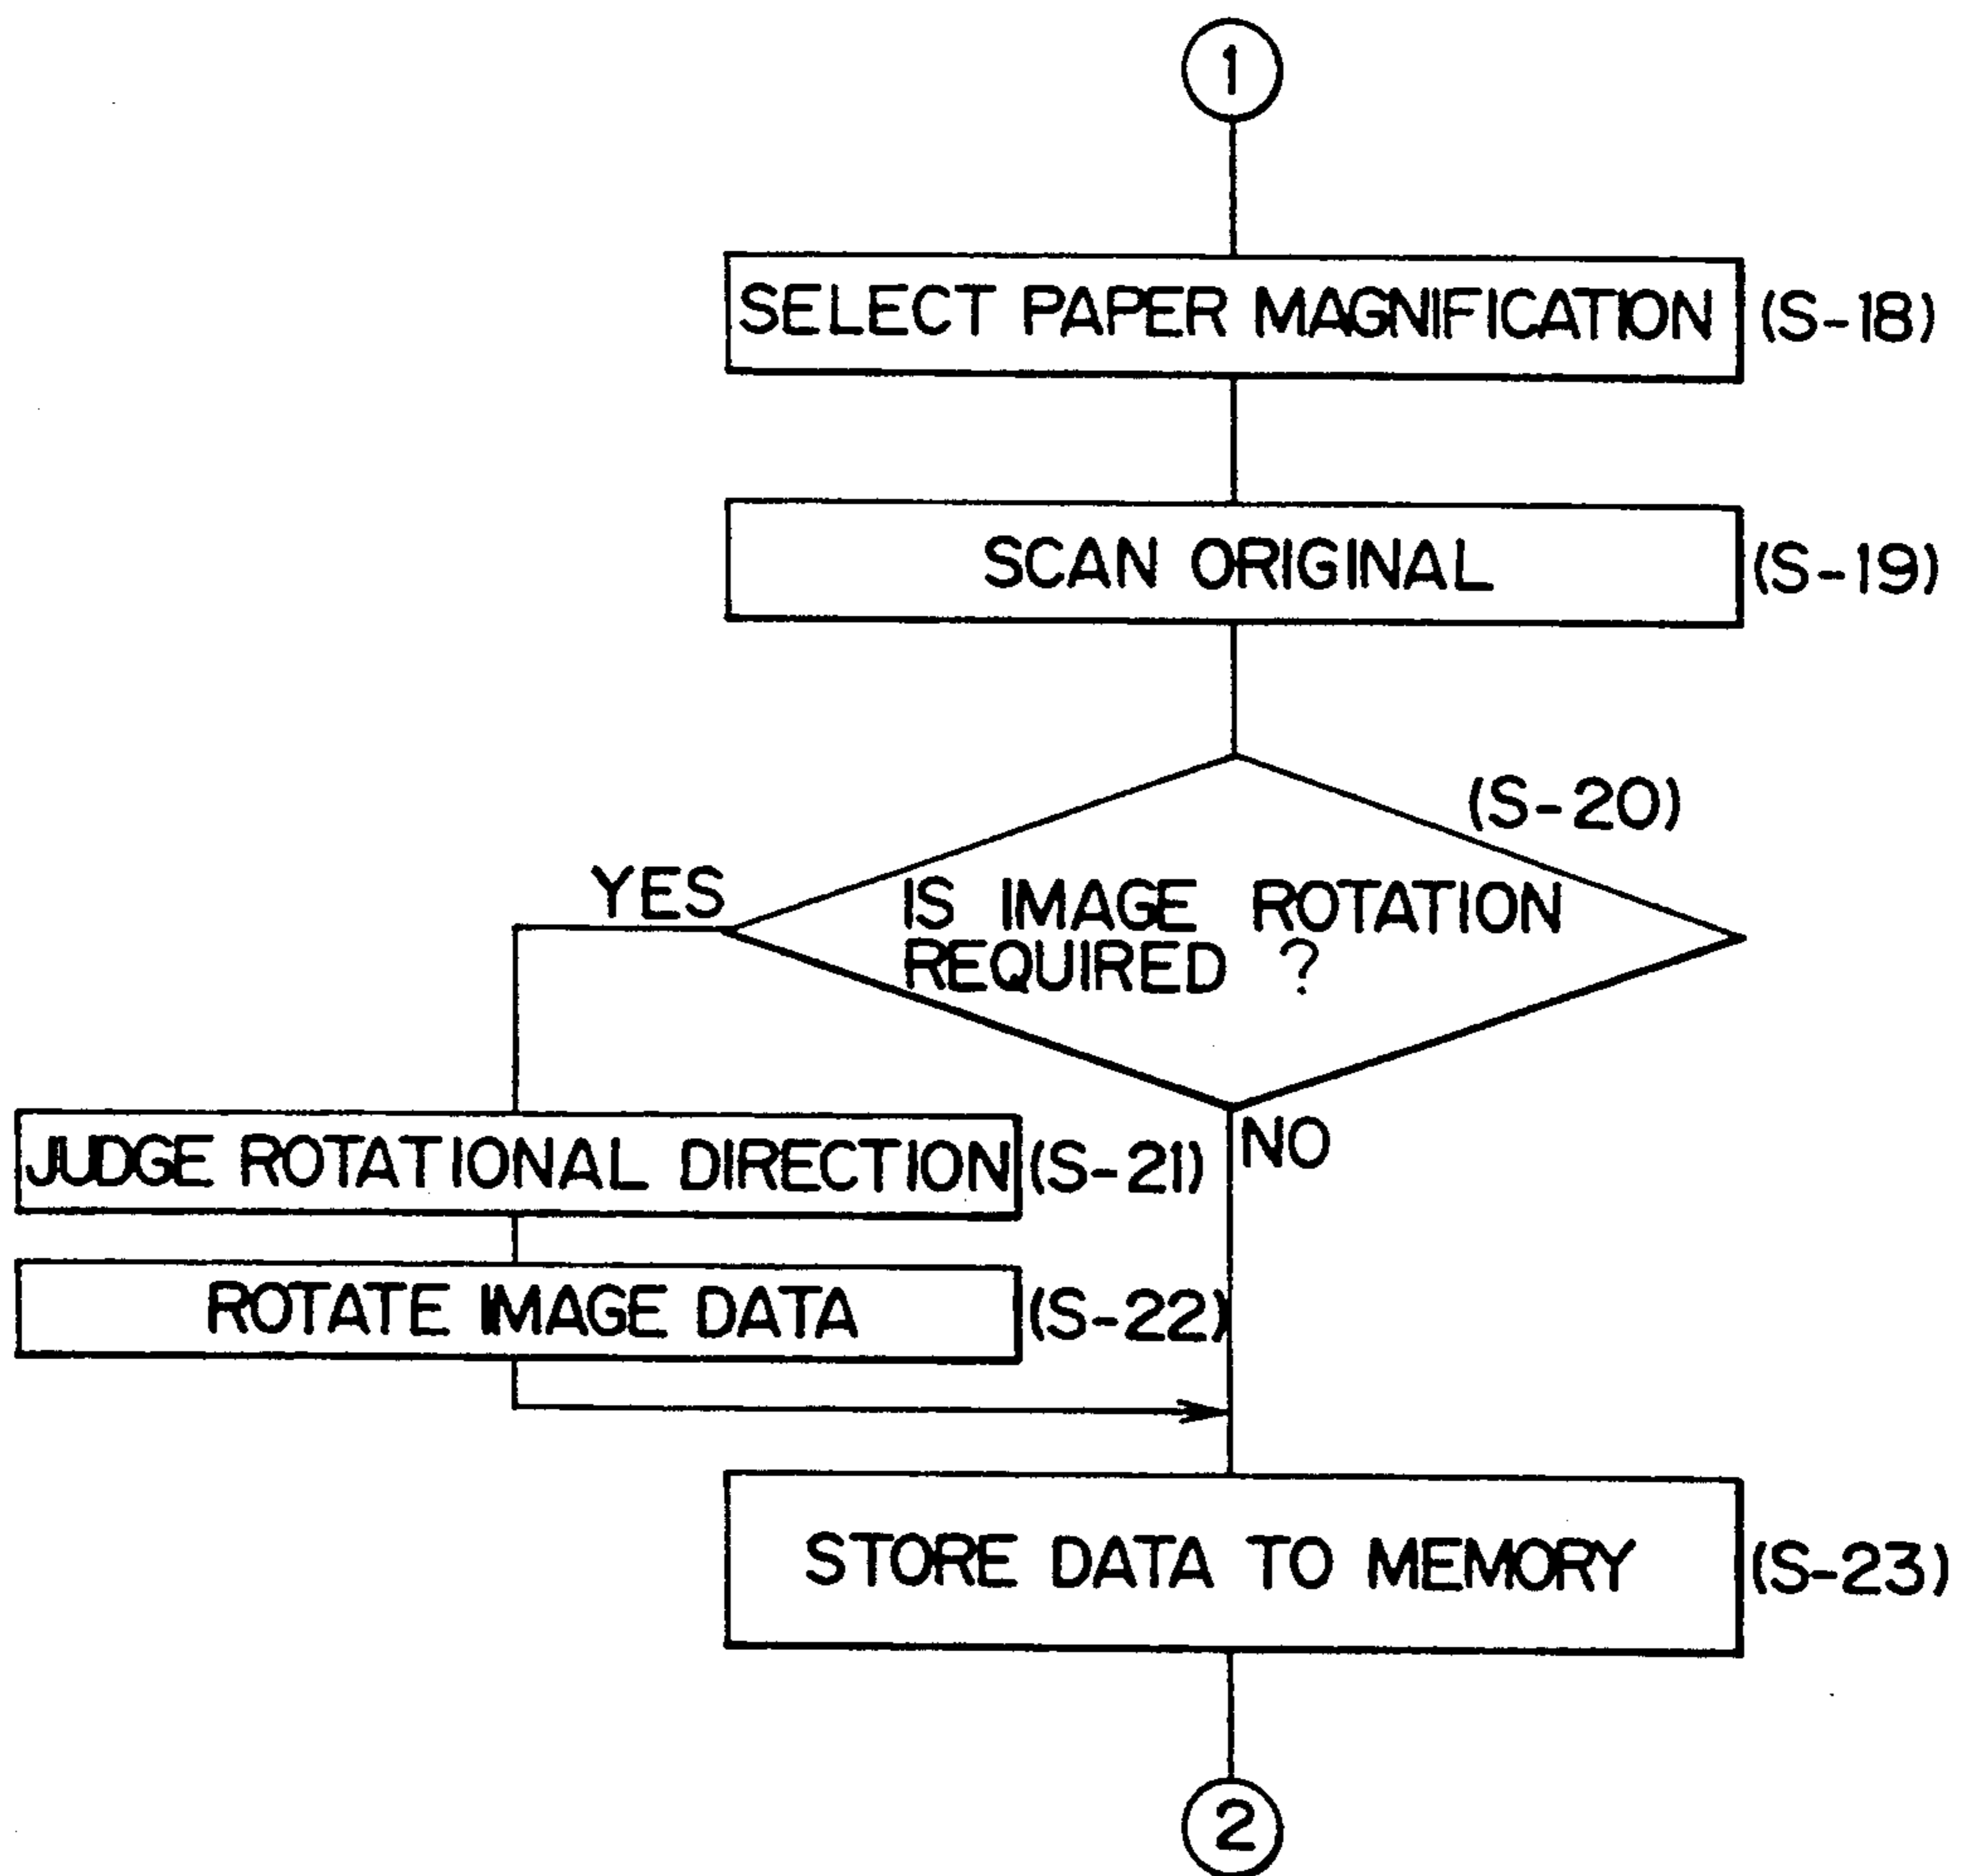 1
SELECT PAPER MAGNIFICATION (S-18)
SCAN ORIGINAL (S-19)
(S-20)
YES
IS IMAGE ROTATION
REQUIRED ?
NO
JUDGE ROTATIONAL DIRECTION (S-21)
ROTATE IMAGE DATA (S-22)
STORE DATA TO MEMORY (S-23)
2